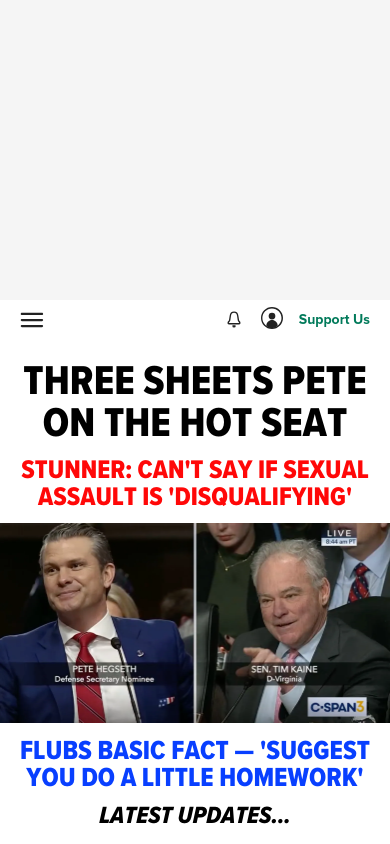 Support Us
THREE SHEETS PETE
ON THE HOT SEAT
STUNNER: CAN'T SAY IF SEXUAL
ASSAULT IS 'DISQUALIFYING'
LIVE
8:44 am PT
PETE HEGSETH
Defense Secretary Nominee
SEN. TIM KAINE
D-Virginia
C-SPAN3
FLUBS BASIC FACT — 'SUGGEST
YOU DO A LITTLE HOMEWORK'
LATEST UPDATES...